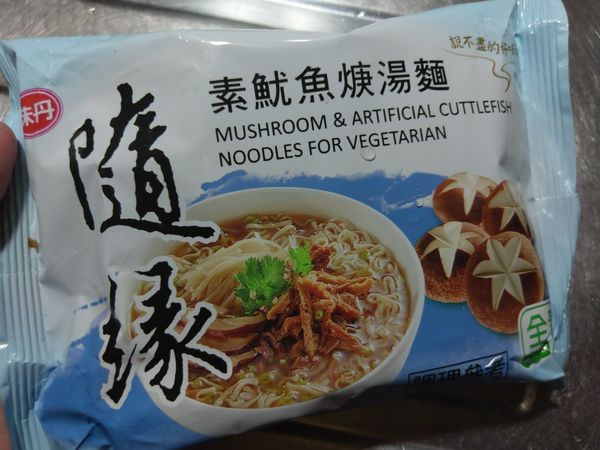 說不盡的好味
味丹
素魷魚焿湯麵
MUSHROOM & ARTIFICIAL CUTTLEFISH
NOODLES FOR VEGETARIAN
隨緣
全
調理參考